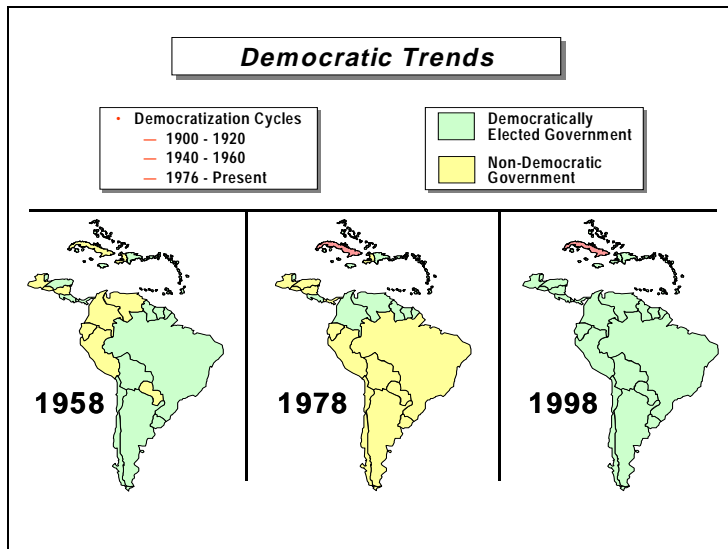 Democratic Trends
• Democratization Cycles
— 1900 - 1920
— 1940 - 1960
— 1976 - Present
Democratically
Elected Government
Non-Democratic
Government
1958
1978
1998